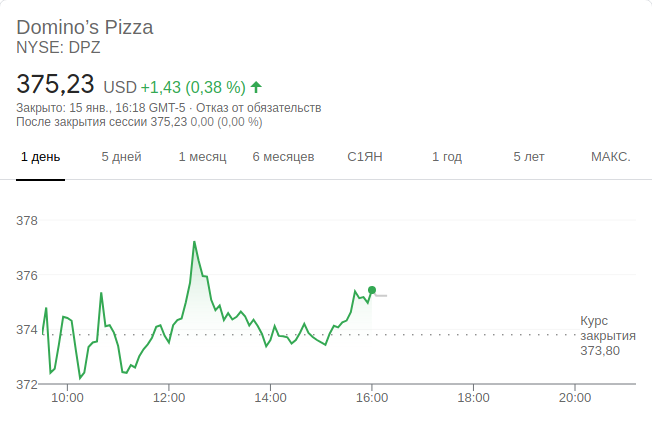 Domino’s Pizza
NYSE: DPZ
375,23 USD +1,43 (0,38 %)
Закрыто: 15 янв., 16:18 GMT-5 · Отказ от обязательств
После закрытия сессии 375,23 0,00 (0,00 %)
1 день 5 дней 1 месяц 6 месяцев С1ЯН 1 год 5 лет МАКС.
378
376
374
372
Курс
закрытия
373,80
10:00 12:00 14:00 16:00 18:00 20:00